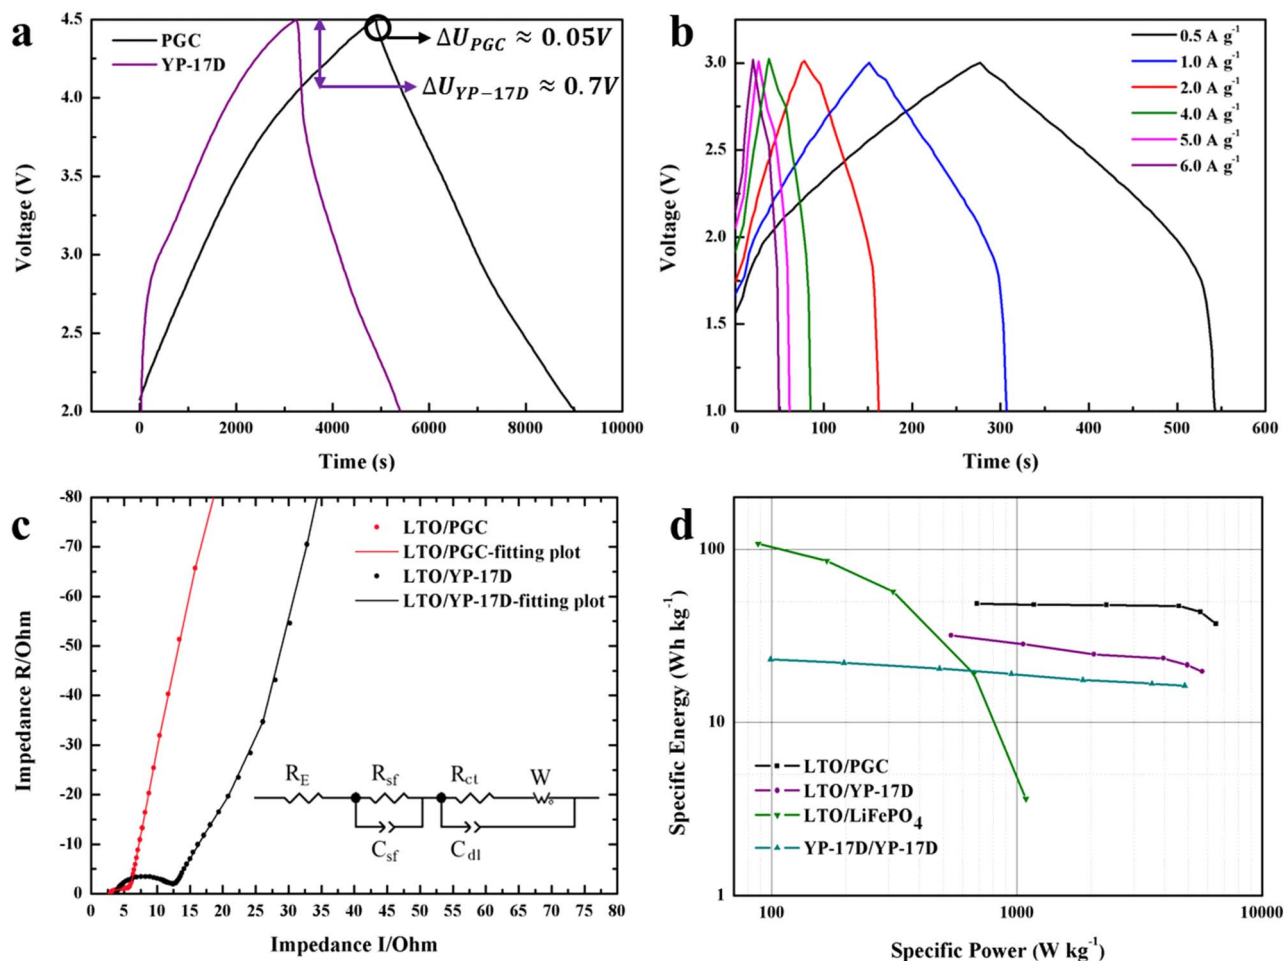 a
PGC
YP-17D
ΔU_PGC ≈ 0.05V
ΔU_YP−17D ≈ 0.7V
4.5
4.0
3.5
3.0
2.5
2.0
Voltage (V)
0 2000 4000 6000 8000 10000
Time (s)
b
0.5 A g⁻¹
1.0 A g⁻¹
2.0 A g⁻¹
4.0 A g⁻¹
5.0 A g⁻¹
6.0 A g⁻¹
3.0
2.5
2.0
1.5
1.0
Voltage (V)
0 100 200 300 400 500 600
Time (s)
c
LTO/PGC
LTO/PGC-fitting plot
LTO/YP-17D
LTO/YP-17D-fitting plot
-80
-70
-60
-50
-40
-30
-20
-10
0
Impedance R/Ohm
R_E R_sf R_ct W_o
C_sf C_dl
0 5 10 15 20 25 30 35 40 45 50 55 60 65 70 75 80
Impedance I/Ohm
d
100
10
1
Specific Energy (Wh kg⁻¹)
LTO/PGC
LTO/YP-17D
LTO/LiFePO₄
YP-17D/YP-17D
100 1000 10000
Specific Power (W kg⁻¹)